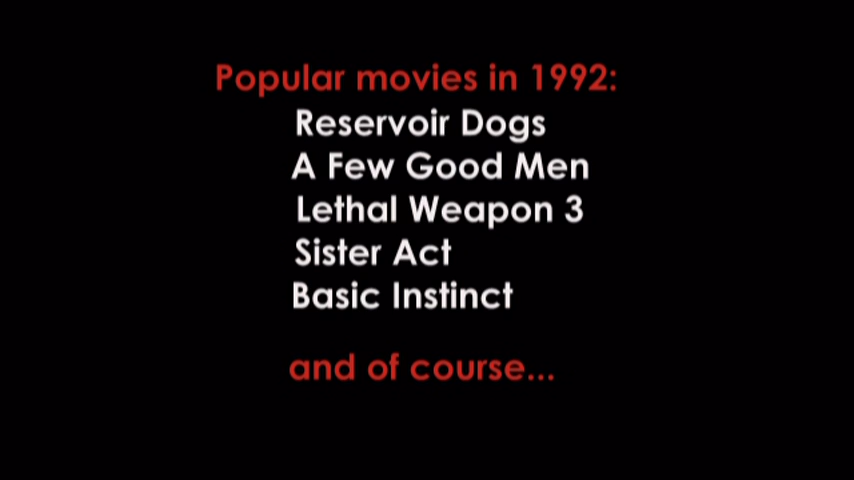 Popular movies in 1992:
Reservoir Dogs
A Few Good Men
Lethal Weapon 3
Sister Act
Basic Instinct
and of course...